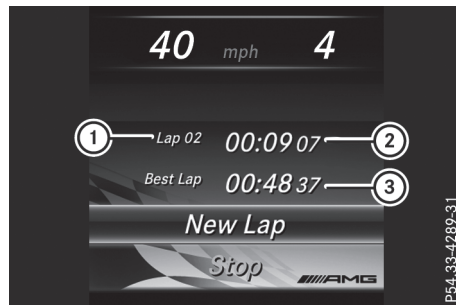 40 mph 4
1 Lap 02 00:09 07 2
Best Lap 00:48 37 3
New Lap
Stop AMG
P54.33-4289-31